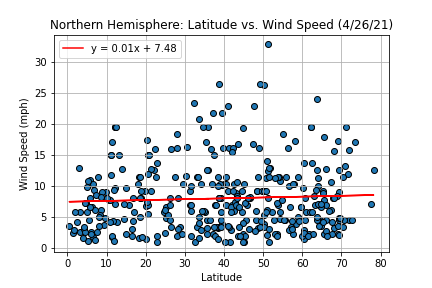 Northern Hemisphere: Latitude vs. Wind Speed (4/26/21)
y = 0.01x + 7.48
Wind Speed (mph)
30
25
20
15
10
5
0
0 10 20 30 40 50 60 70 80
Latitude